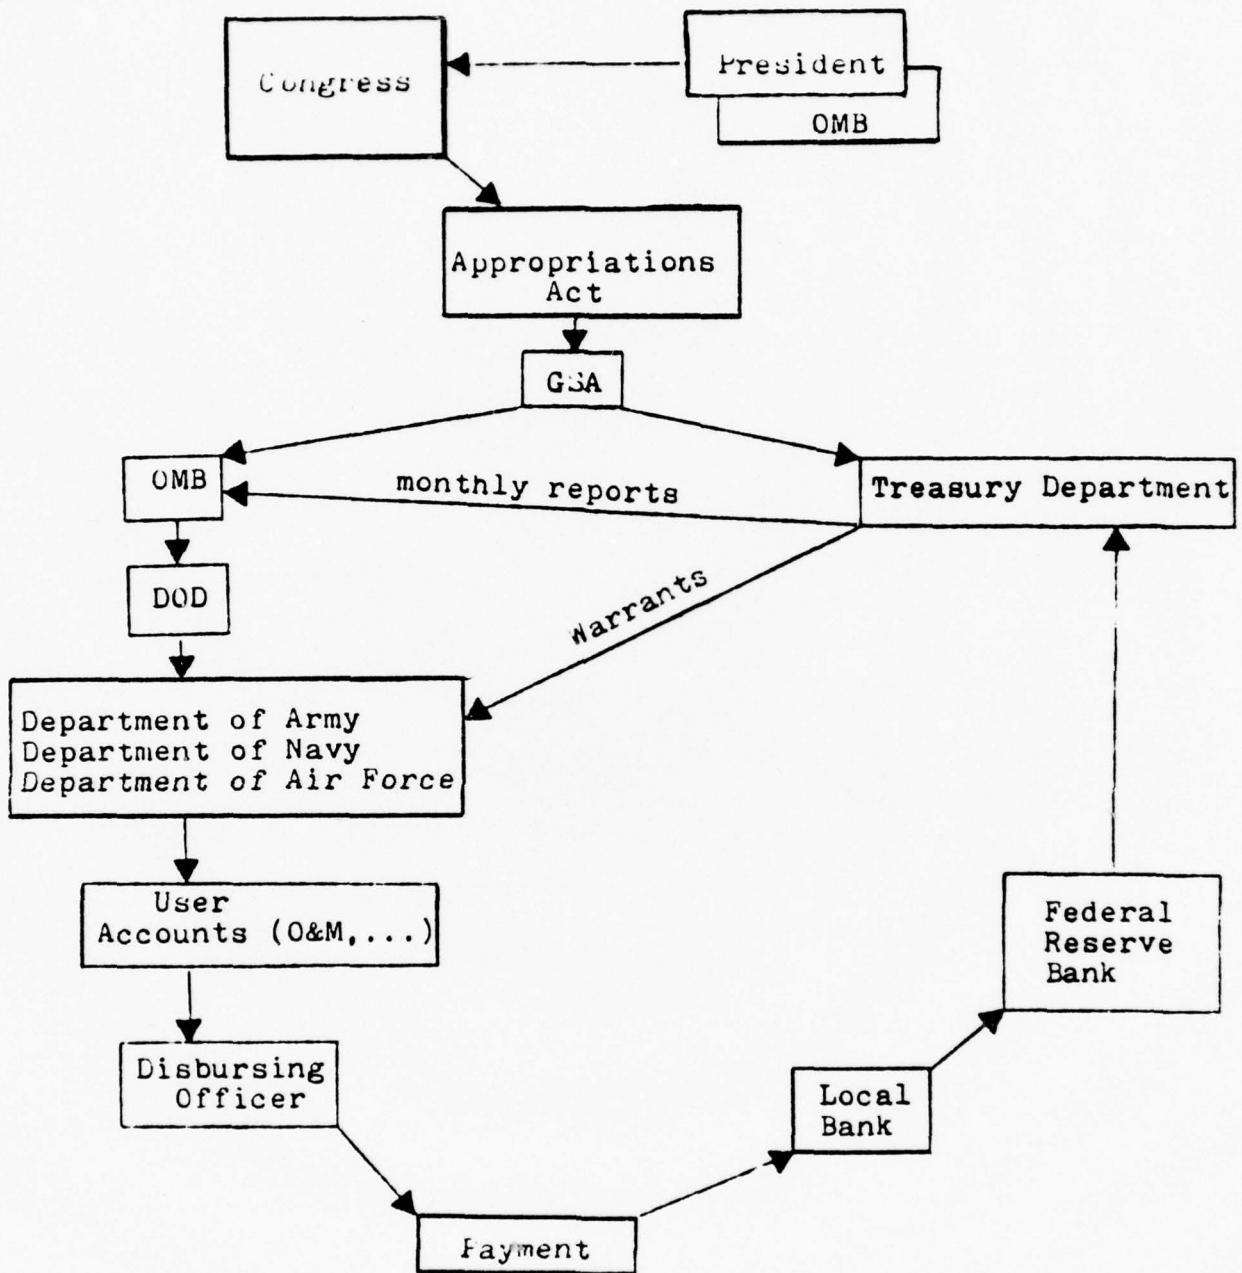 Congress
President
OMB
Appropriations
Act
GSA
OMB
monthly reports
Treasury Department
DOD
Warrants
Department of Army
Department of Navy
Department of Air Force
User
Accounts (O&M,...)
Federal
Reserve
Bank
Disbursing
Officer
Local
Bank
Payment